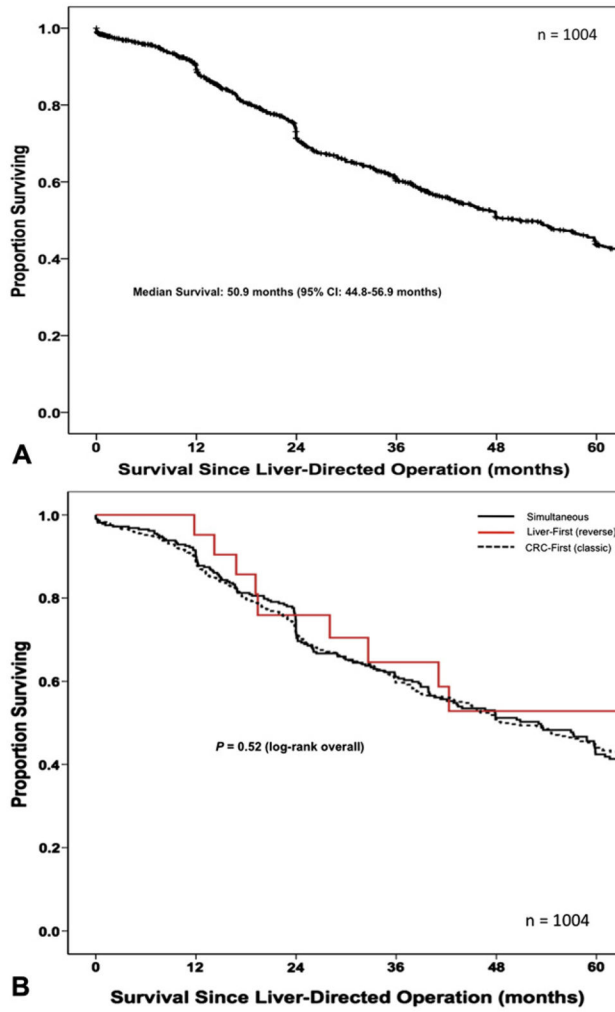 n = 1004
1.0
0.8
0.6
0.4
0.2
0.0
Proportion Surviving
Median Survival: 50.9 months (95% CI: 44.8-56.9 months)
0 12 24 36 48 60
A
Survival Since Liver-Directed Operation (months)
1.0
0.8
0.6
0.4
0.2
0.0
Proportion Surviving
Simultaneous
Liver-First (reverse)
CRC-First (classic)
P = 0.52 (log-rank overall)
n = 1004
0 12 24 36 48 60
B
Survival Since Liver-Directed Operation (months)